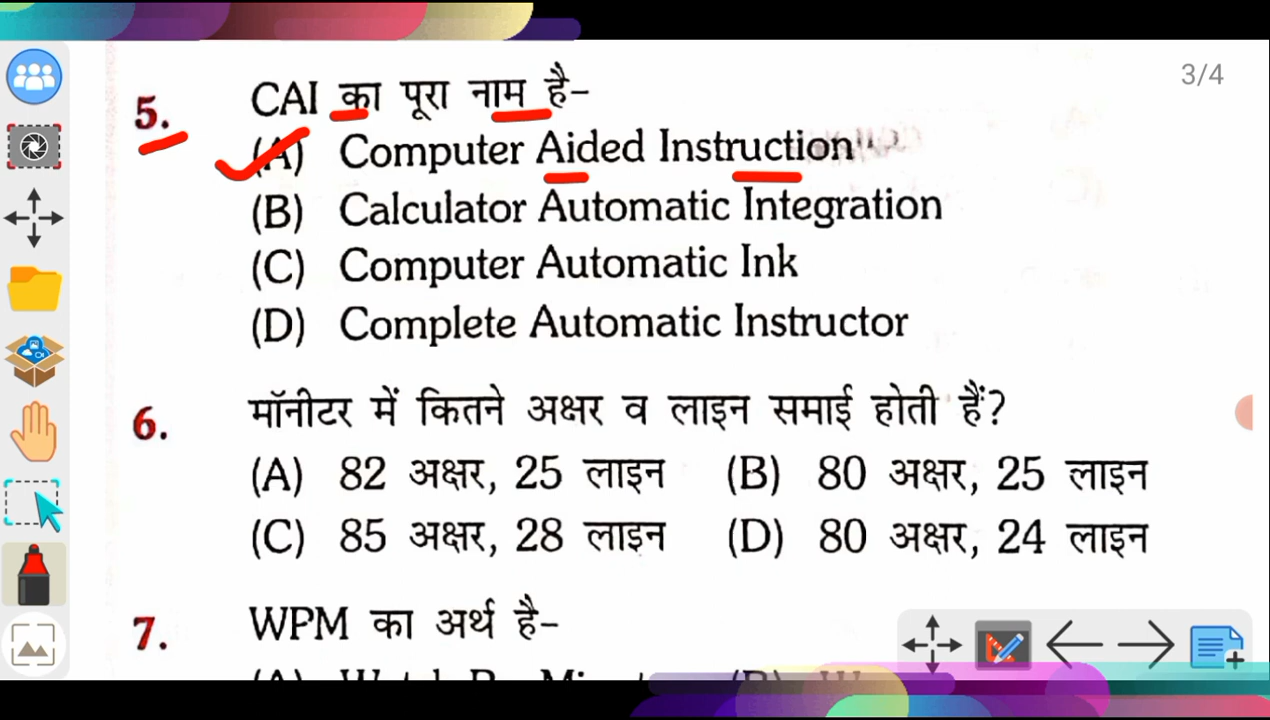 3/4
5. CAI का पूरा नाम है–
(A) Computer Aided Instruction
(B) Calculator Automatic Integration
(C) Computer Automatic Ink
(D) Complete Automatic Instructor
6. मॉनीटर में कितने अक्षर व लाइन समाई होती हैं?
(A) 82 अक्षर, 25 लाइन (B) 80 अक्षर, 25 लाइन
(C) 85 अक्षर, 28 लाइन (D) 80 अक्षर, 24 लाइन
7. WPM का अर्थ है–